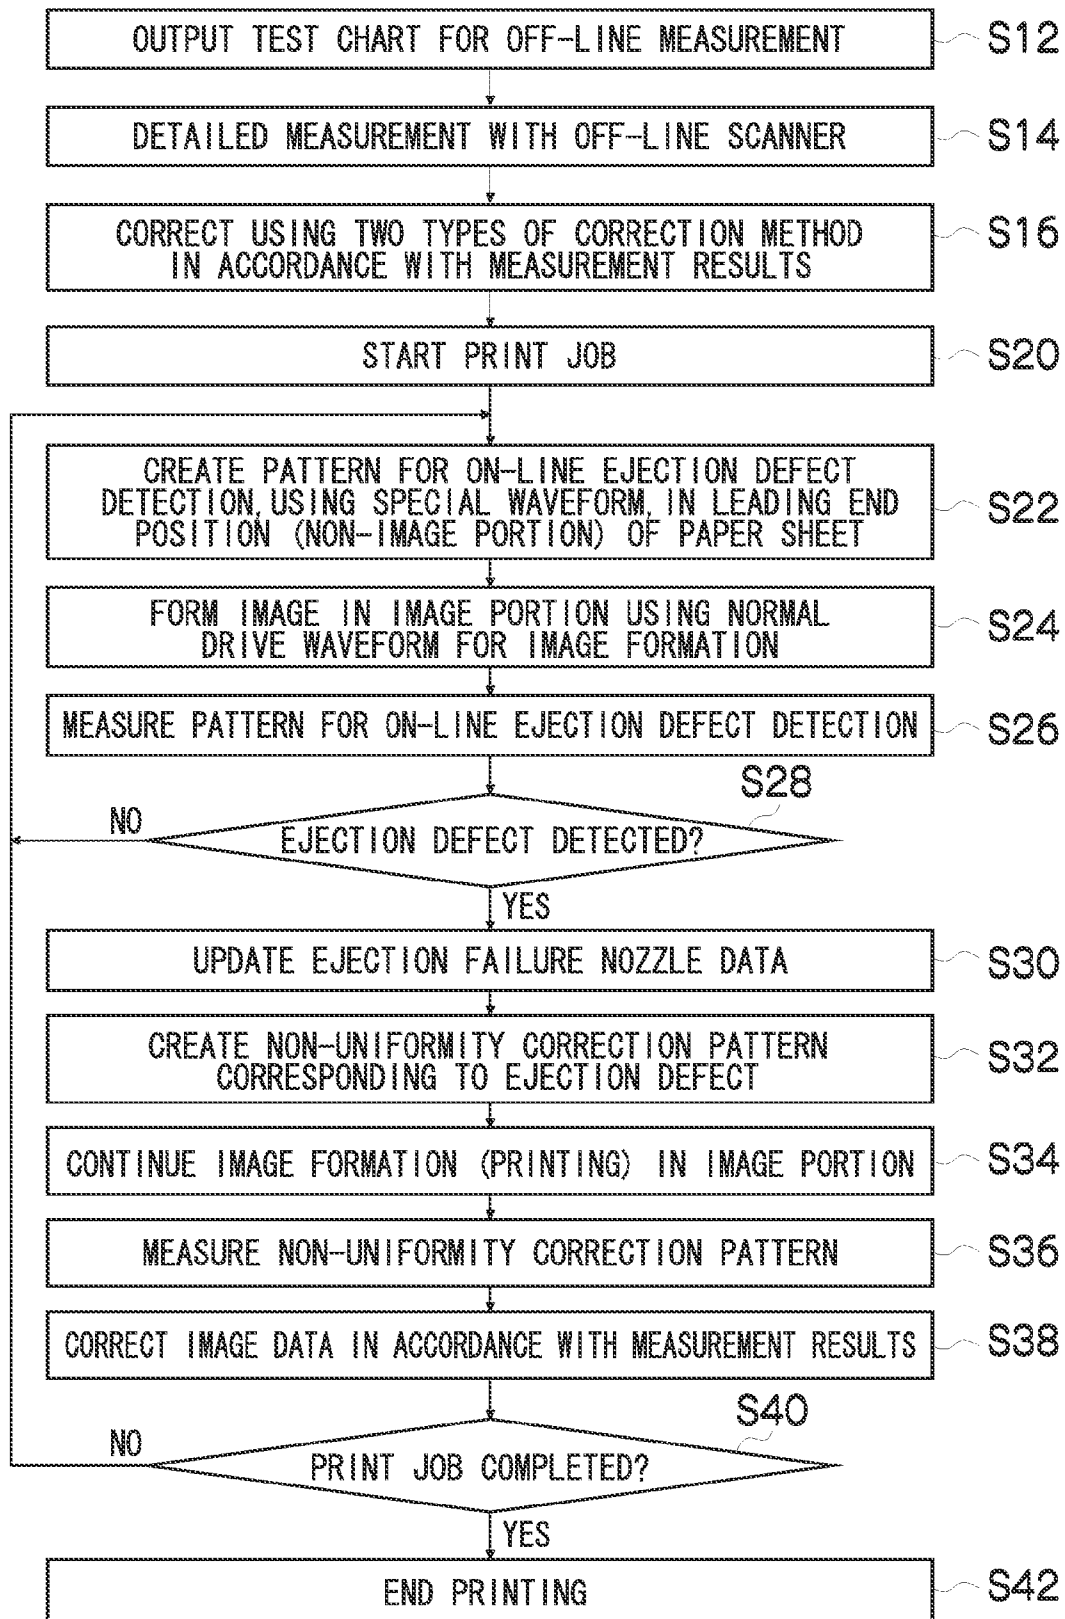 OUTPUT TEST CHART FOR OFF-LINE MEASUREMENT
S12
DETAILED MEASUREMENT WITH OFF-LINE SCANNER
S14
CORRECT USING TWO TYPES OF CORRECTION METHOD
IN ACCORDANCE WITH MEASUREMENT RESULTS
S16
START PRINT JOB
S20
CREATE PATTERN FOR ON-LINE EJECTION DEFECT
DETECTION, USING SPECIAL WAVEFORM, IN LEADING END
POSITION (NON-IMAGE PORTION) OF PAPER SHEET
S22
FORM IMAGE IN IMAGE PORTION USING NORMAL
DRIVE WAVEFORM FOR IMAGE FORMATION
S24
MEASURE PATTERN FOR ON-LINE EJECTION DEFECT DETECTION
S26
S28
NO
EJECTION DEFECT DETECTED?
YES
UPDATE EJECTION FAILURE NOZZLE DATA
S30
CREATE NON-UNIFORMITY CORRECTION PATTERN
CORRESPONDING TO EJECTION DEFECT
S32
CONTINUE IMAGE FORMATION (PRINTING) IN IMAGE PORTION
S34
MEASURE NON-UNIFORMITY CORRECTION PATTERN
S36
CORRECT IMAGE DATA IN ACCORDANCE WITH MEASUREMENT RESULTS
S38
S40
NO
PRINT JOB COMPLETED?
YES
END PRINTING
S42